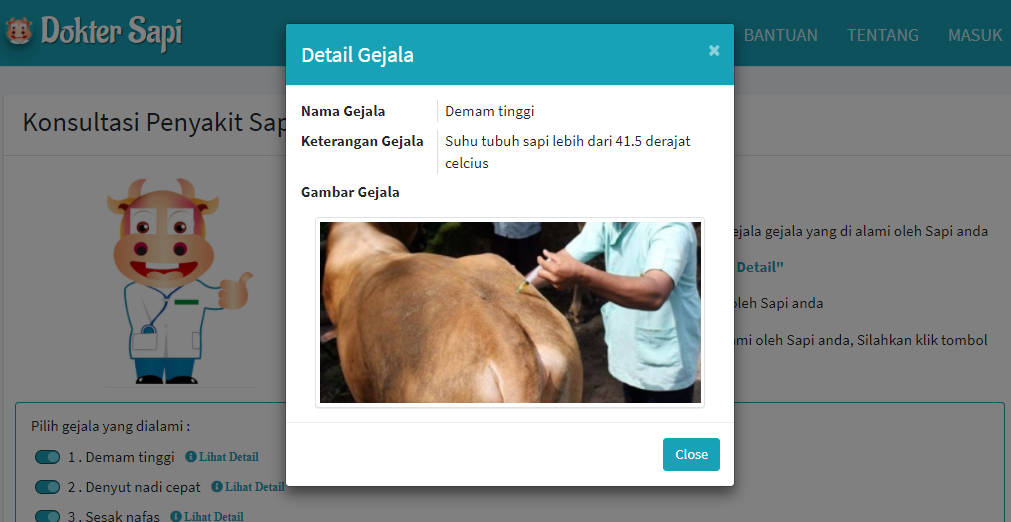 Dokter Sapi
BANTUAN
TENTANG
MASUK
Detail Gejala
×
Konsultasi Penyakit Sap
Nama Gejala
Demam tinggi
Keterangan Gejala
Suhu tubuh sapi lebih dari 41.5 derajat
celcius
Gambar Gejala
ejala gejala yang di alami oleh Sapi anda
Detail"
oleh Sapi anda
ami oleh Sapi anda, Silahkan klik tombol
Pilih gejala yang dialami :
1 . Demam tinggi Lihat Detail
2 . Denyut nadi cepat Lihat Detail
3 . Sesak nafas Lihat Detail
Close